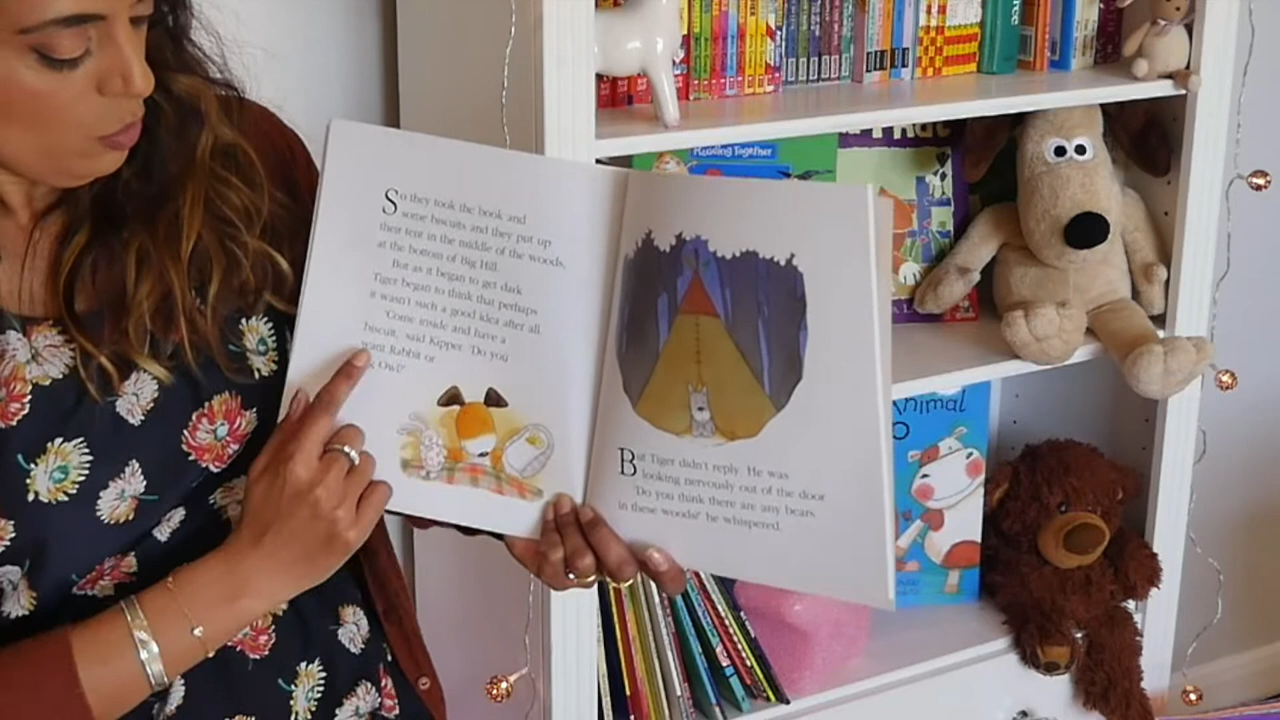 So they took the book and
some biscuits and they put up
their tent in the middle of the woods,
at the bottom of Big Hill.
But as it began to get dark
Tiger began to think that perhaps
it wasn't such a good idea after all.
'Come inside and have a
biscuit,' said Kipper. 'Do you
want Rabbit or
Owl?'
But Tiger didn't reply. He was
looking nervously out of the door
'Do you think there are any bears
in these woods?' he whispered.
Reading Together
Animal